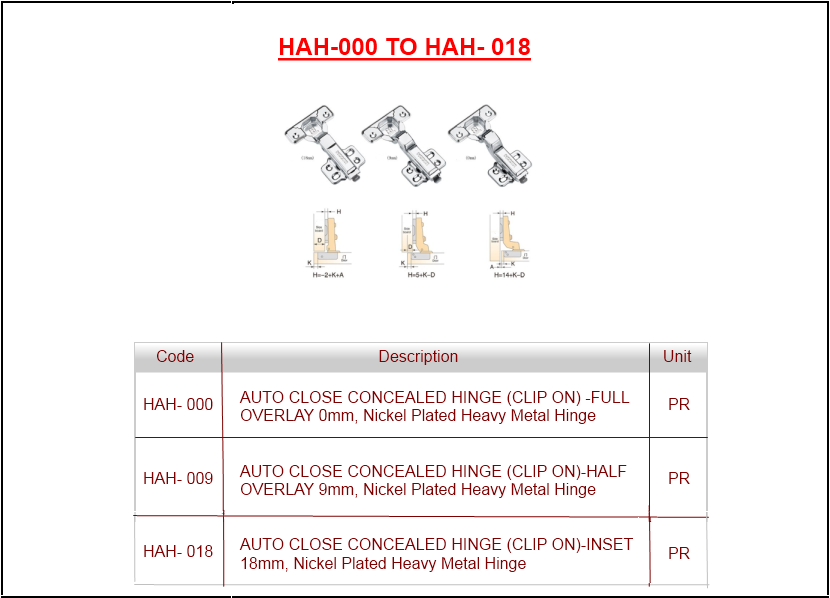 HAH-000 TO HAH- 018
H
H
H
D
D
K
K
A
K
H=-2+K+A
H=5+K-D
H=14+K-D
Code Description Unit
HAH- 000 AUTO CLOSE CONCEALED HINGE (CLIP ON) -FULL PR
OVERLAY 0mm, Nickel Plated Heavy Metal Hinge
HAH- 009 AUTO CLOSE CONCEALED HINGE (CLIP ON)-HALF PR
OVERLAY 9mm, Nickel Plated Heavy Metal Hinge
HAH- 018 AUTO CLOSE CONCEALED HINGE (CLIP ON)-INSET PR
18mm, Nickel Plated Heavy Metal Hinge